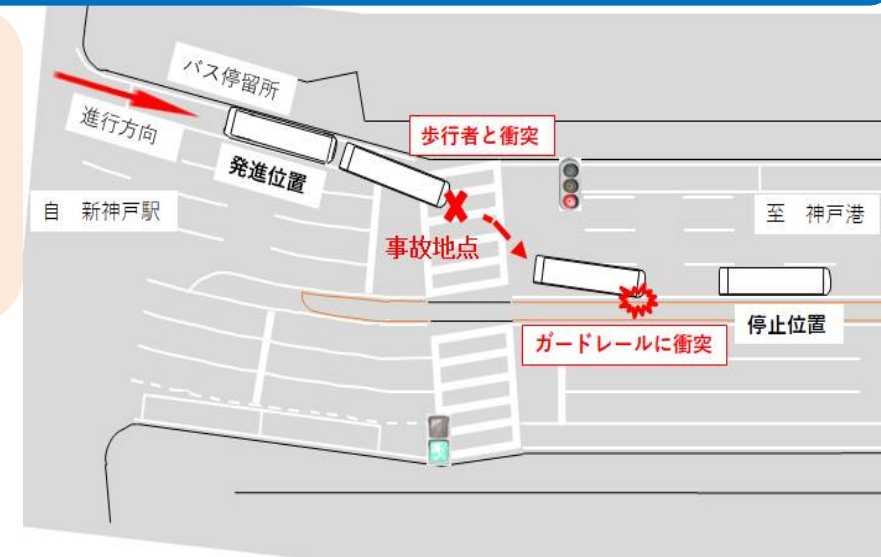 バス停留所
進行方向
歩行者と衝突
発進位置
自 新神戸駅
至 神戸港
事故地点
停止位置
ガードレールに衝突